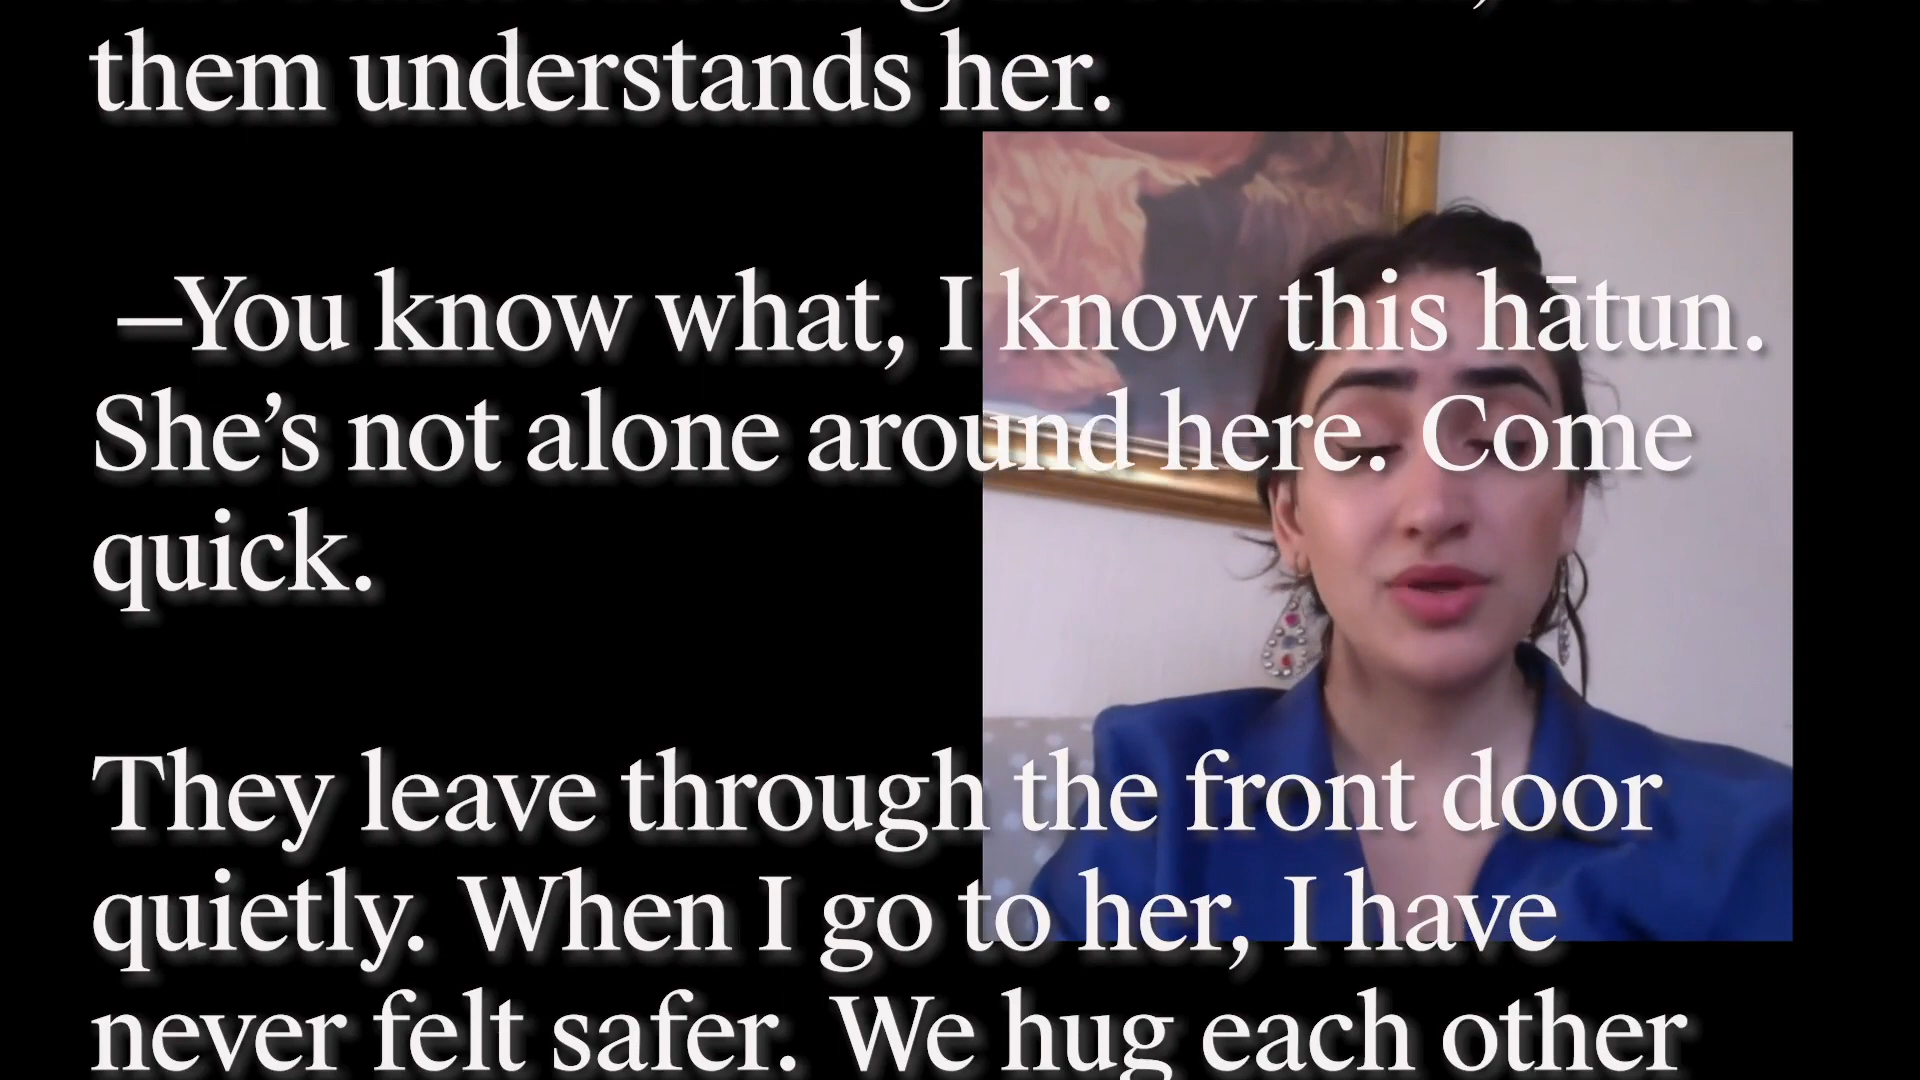 them understands her.
–You know what, I know this hātun.
She’s not alone around here. Come
quick.
They leave through the front door
quietly. When I go to her, I have
never felt safer. We hug each other